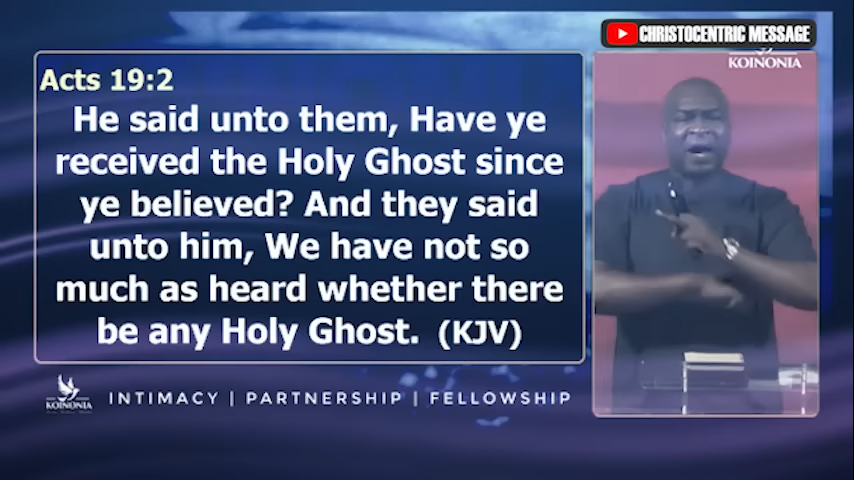 CHRISTOCENTRIC MESSAGE
KOINONIA
Acts 19:2
He said unto them, Have ye
received the Holy Ghost since
ye believed? And they said
unto him, We have not so
much as heard whether there
be any Holy Ghost. (KJV)
KOINONIA
INTIMACY | PARTNERSHIP | FELLOWSHIP